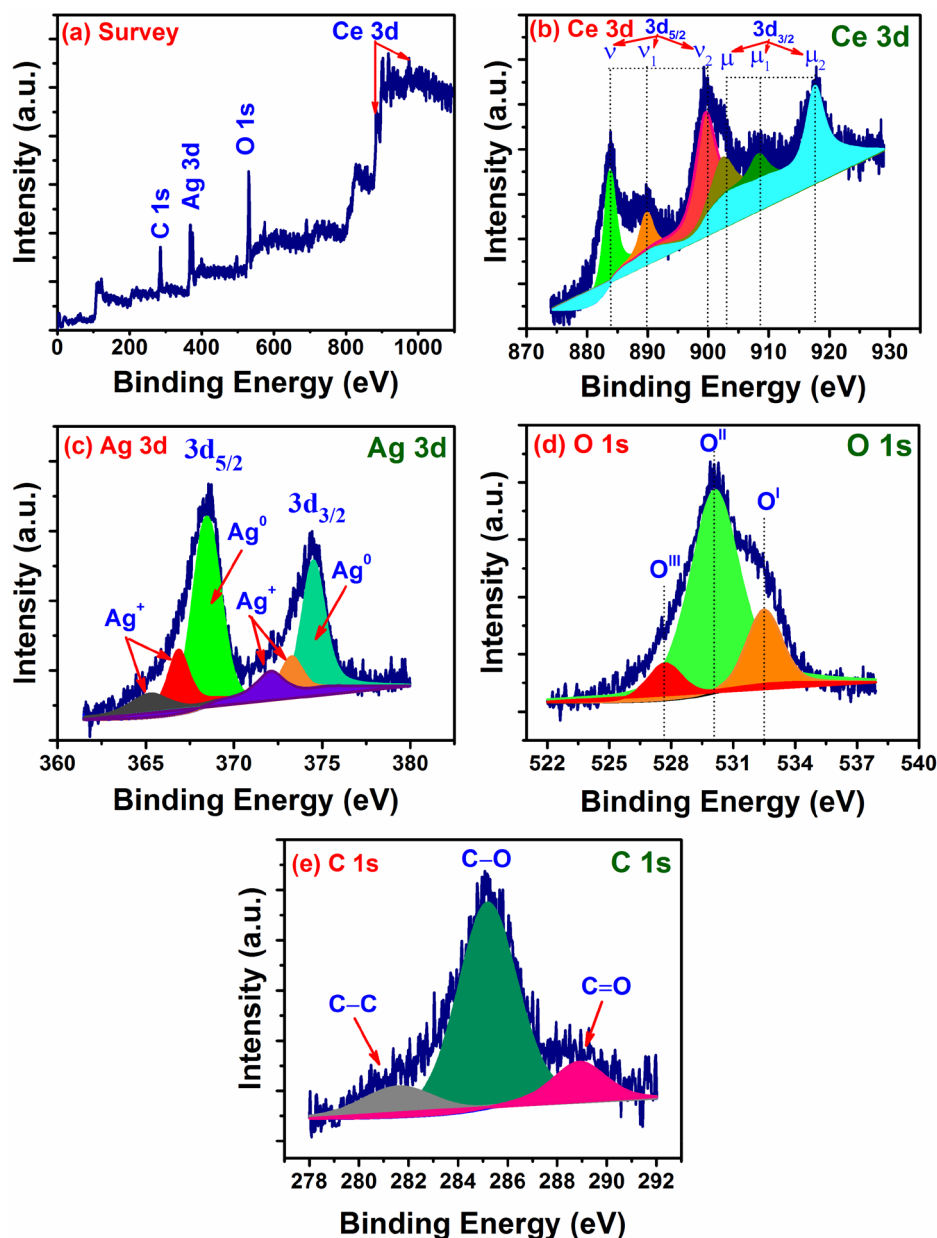 (a) Survey
Ce 3d
O 1s
Ag 3d
C 1s
Intensity (a.u.)
0 200 400 600 800 1000
Binding Energy (eV)
(b) Ce 3d
3d5/2
3d3/2
Ce 3d
ν ν1 ν2 μ μ1 μ2
Intensity (a.u.)
870 880 890 900 910 920 930
Binding Energy (eV)
(c) Ag 3d
3d5/2
Ag 3d
3d3/2
Ag⁰
Ag⁺
Ag⁺
Ag⁰
Intensity (a.u.)
360 365 370 375 380
Binding Energy (eV)
(d) O 1s
O^II
O 1s
O^I
O^III
Intensity (a.u.)
522 525 528 531 534 537 540
Binding Energy (eV)
(e) C 1s
C–O
C 1s
C–C
C=O
Intensity (a.u.)
278 280 282 284 286 288 290 292
Binding Energy (eV)